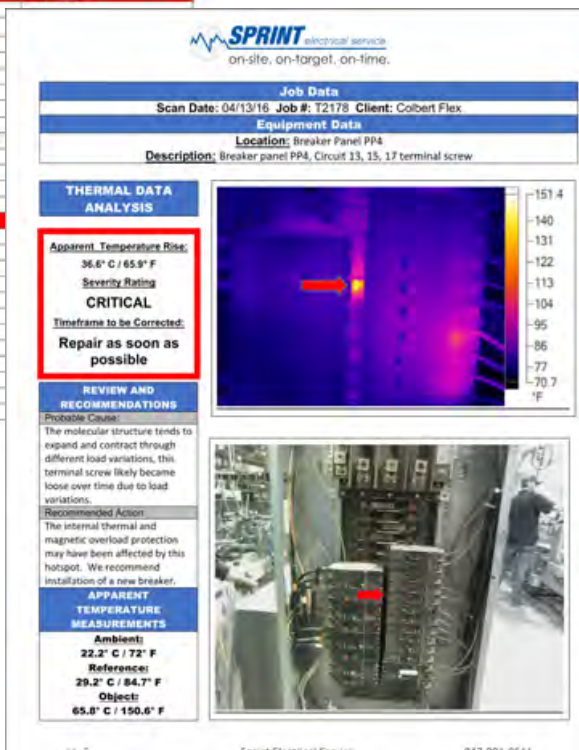 SPRINT electrical service
on-site. on-target. on-time.
Job Data
Scan Date: 04/13/16 Job #: T2178 Client: Colbert Flex
Equipment Data
Location: Breaker Panel PP4
Description: Breaker panel PP4, Circuit 13, 15, 17 terminal screw
THERMAL DATA
ANALYSIS
Apparent Temperature Rise:
36.6° C / 65.9° F
Severity Rating
CRITICAL
Timeframe to be Corrected:
Repair as soon as
possible
151.4
140
131
122
113
104
95
86
77
70.7
°F
REVIEW AND
RECOMMENDATIONS
Probable Cause:
The molecular structure tends to
expand and contract through
different load variations, this
terminal screw likely became
loose over time due to load
variations.
Recommended Action
The internal thermal and
magnetic overload protection
may have been affected by this
hotspot. We recommend
installation of a new breaker.
APPARENT
TEMPERATURE
MEASUREMENTS
Ambient:
22.2° C / 72° F
Reference:
29.2° C / 84.7° F
Object:
65.8° C / 150.6° F